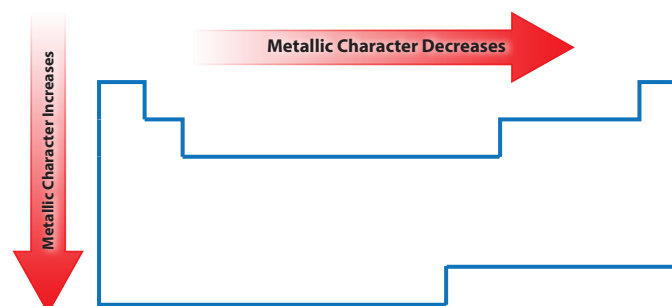 Metallic Character Decreases
Metallic Character Increases